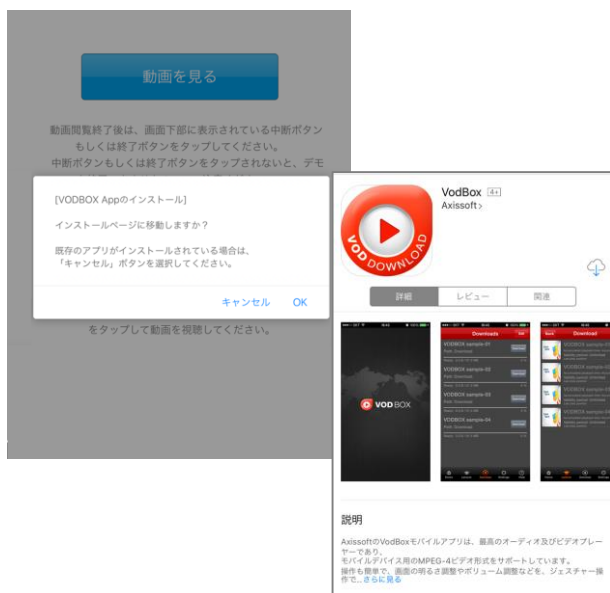 動画を見る
動画閲覧終了後は、画面下部に表示されている中断ボタン
もしくは終了ボタンをタップしてください。
中断ボタンもしくは終了ボタンをタップされないと、デモ
[VODBOX Appのインストール]
インストールページに移動しますか？
既存のアプリがインストールされている場合は、
「キャンセル」ボタンを選択してください。
キャンセル OK
をタップして動画を視聴してください。
VOD DOWNLOAD
VodBox 4+
Axissoft >
詳細 レビュー 関連
VOD BOX
Downloads
VODBOX sample-01
VODBOX sample-02
VODBOX sample-03
VODBOX sample-04
Download
説明
AxissoftのVodBoxモバイルアプリは、最高のオーディオ及びビデオプレー
ヤーであり、
モバイルデバイス用のMPEG-4ビデオ形式をサポートしています。
操作も簡単で、画面の明るさ調整やボリューム調整などを、ジェスチャー操
作で... さらに見る